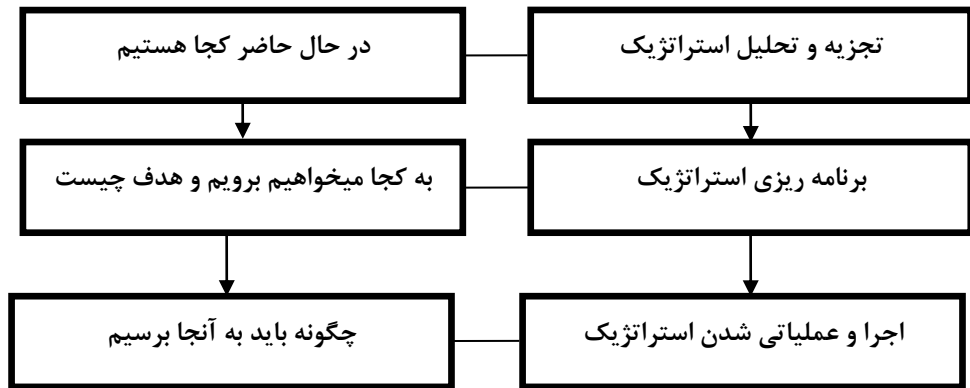 تجزیه و تحلیل استراتژیک
در حال حاضر کجا هستیم
برنامه ریزی استراتژیک
به کجا میخواهیم برویم و هدف چیست
اجرا و عملیاتی شدن استراتژیک
چگونه باید به آنجا برسیم